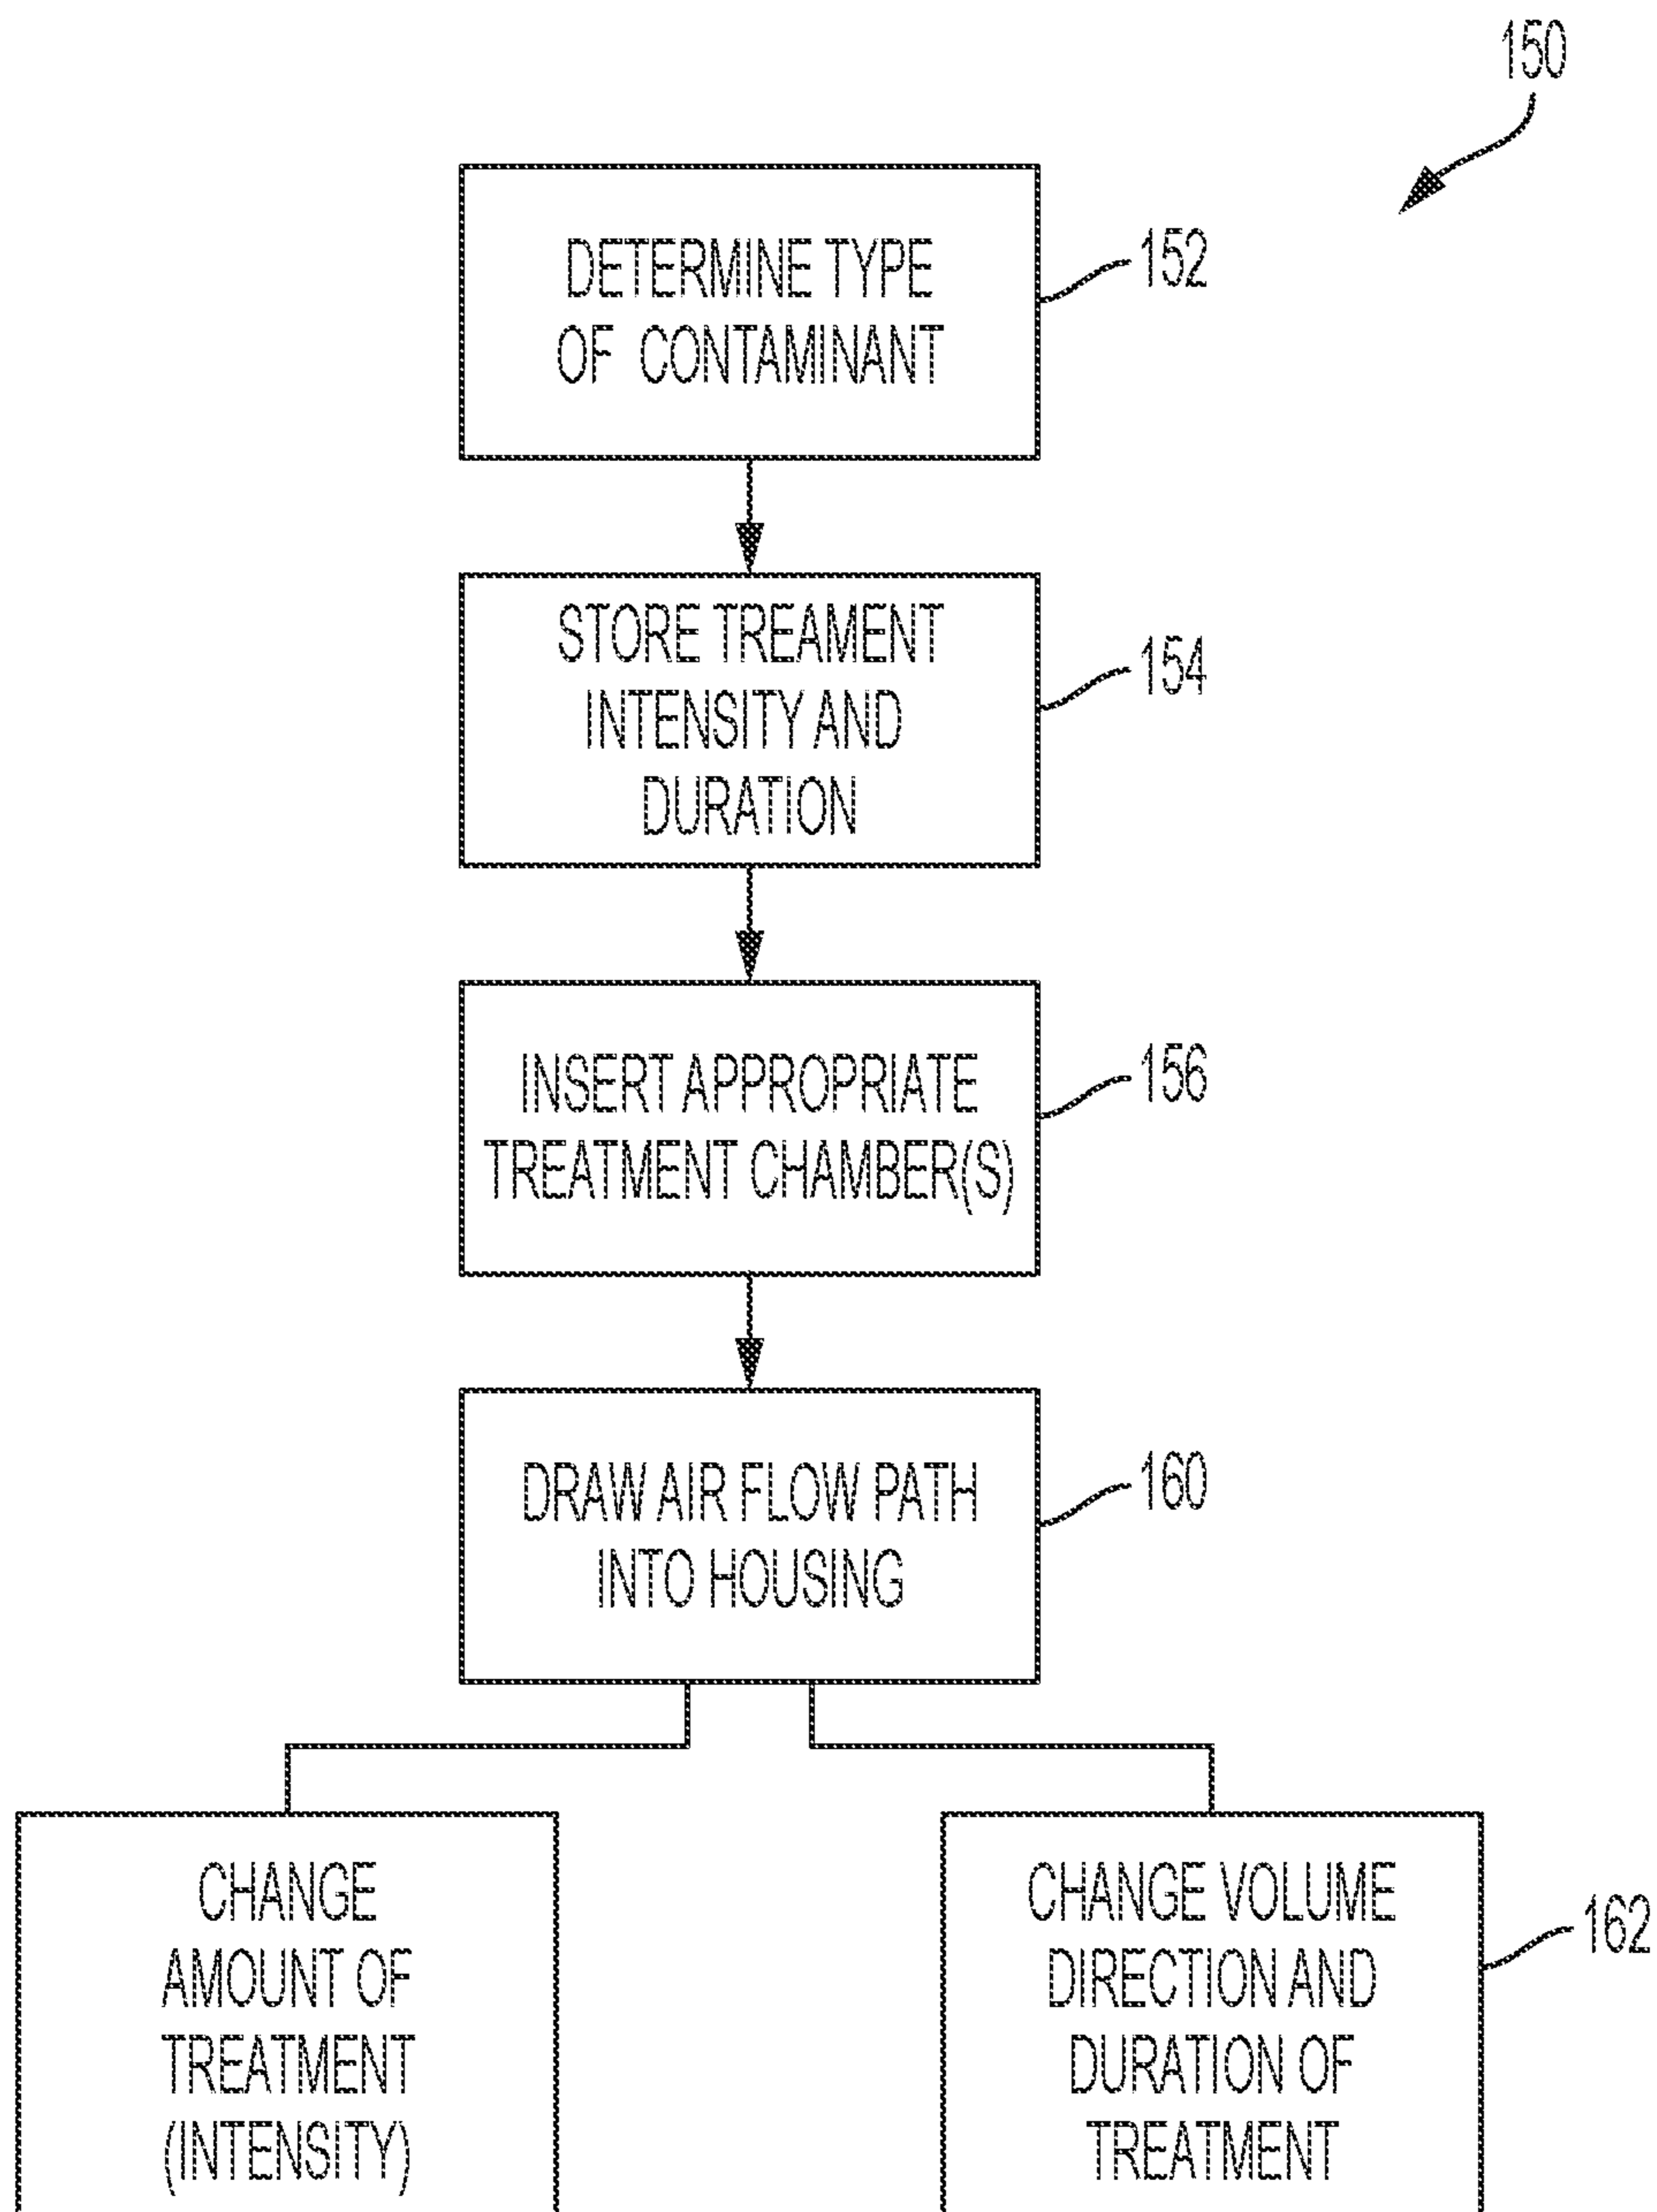 150
DETERMINE TYPE
OF CONTAMINANT
152
STORE TREAMENT
INTENSITY AND
DURATION
154
INSERT APPROPRIATE
TREATMENT CHAMBER(S)
156
DRAW AIR FLOW PATH
INTO HOUSING
160
CHANGE
AMOUNT OF
TREATMENT
(INTENSITY)
CHANGE VOLUME
DIRECTION AND
DURATION OF
TREATMENT
162